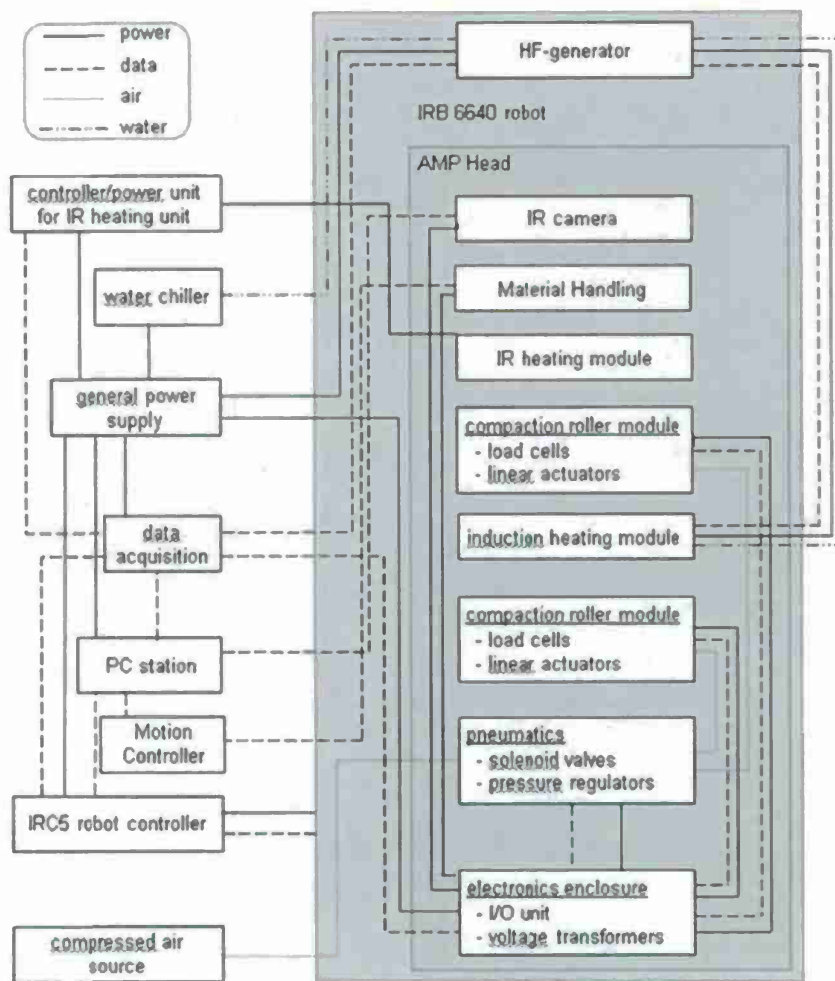 power
data
air
water
HF-generator
IRB 6640 robot
AMP Head
controller/power unit
for IR heating unit
IR camera
water chiller
Material Handling
IR heating module
general power
supply
compaction roller module
- load cells
- linear actuators
data
acquisition
induction heating module
compaction roller module
- load cells
- linear actuators
PC station
Motion
Controller
pneumatics
- solenoid valves
- pressure regulators
IRC5 robot controller
electronics enclosure
- I/O unit
- voltage transformers
compressed air
source